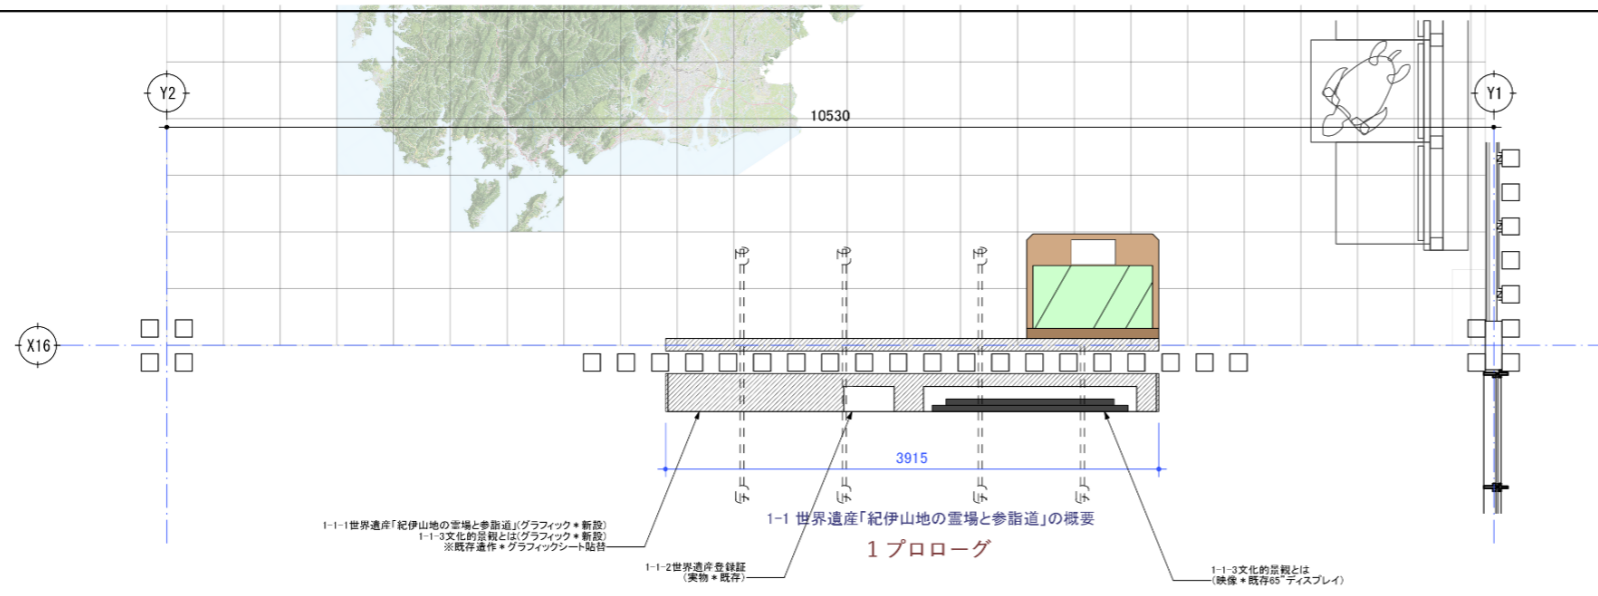 Y2
10530
Y1
X16
3915
1-1 世界遺産「紀伊山地の霊場と参詣道」の概要
1 プロローグ
1-1-1世界遺産「紀伊山地の霊場と参詣道」(グラフィック*新設)
1-1-3文化的景観とは(グラフィック*新設)
※既存造作*グラフィックシート貼替
1-1-2世界遺産登録証
(実物*既存)
1-1-3文化的景観とは
(映像*既存65"ディスプレイ)